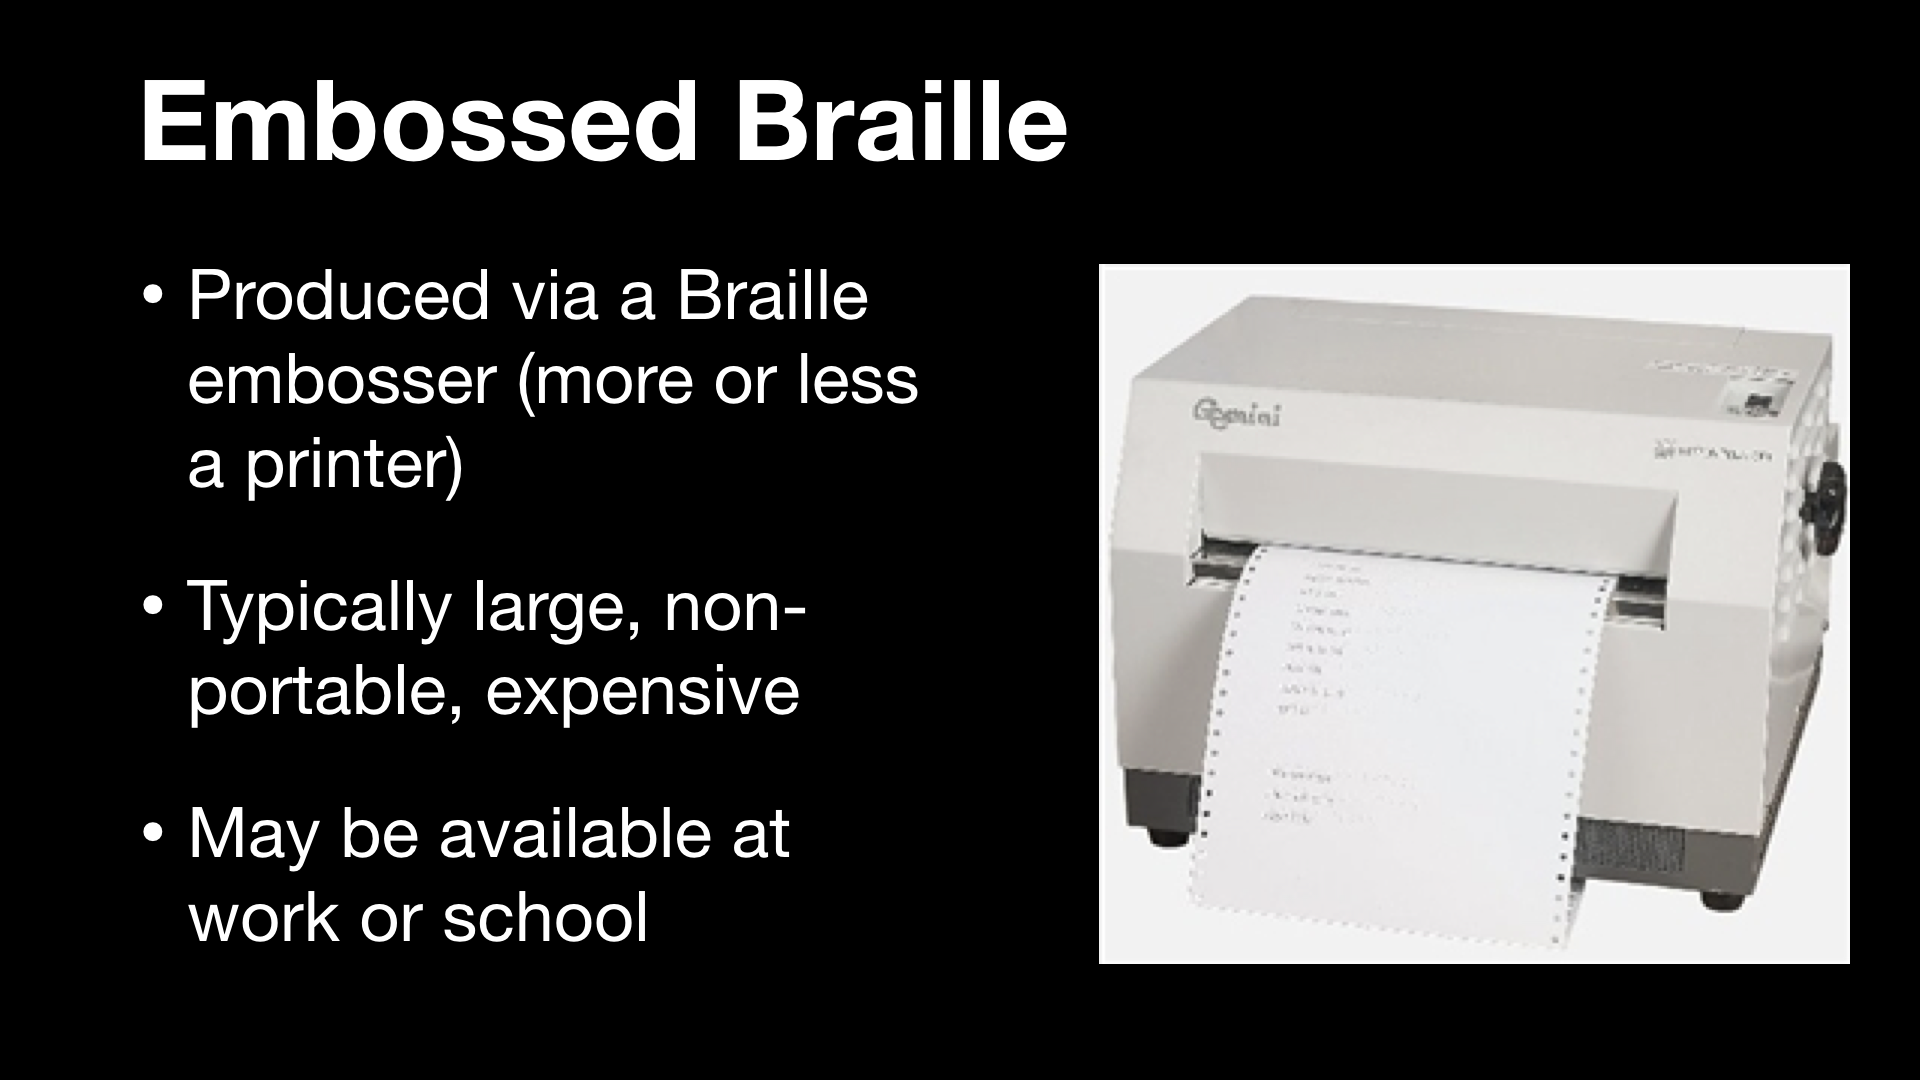 Embossed Braille
• Produced via a Braille
embosser (more or less
a printer)
• Typically large, non-
portable, expensive
• May be available at
work or school
Gemini